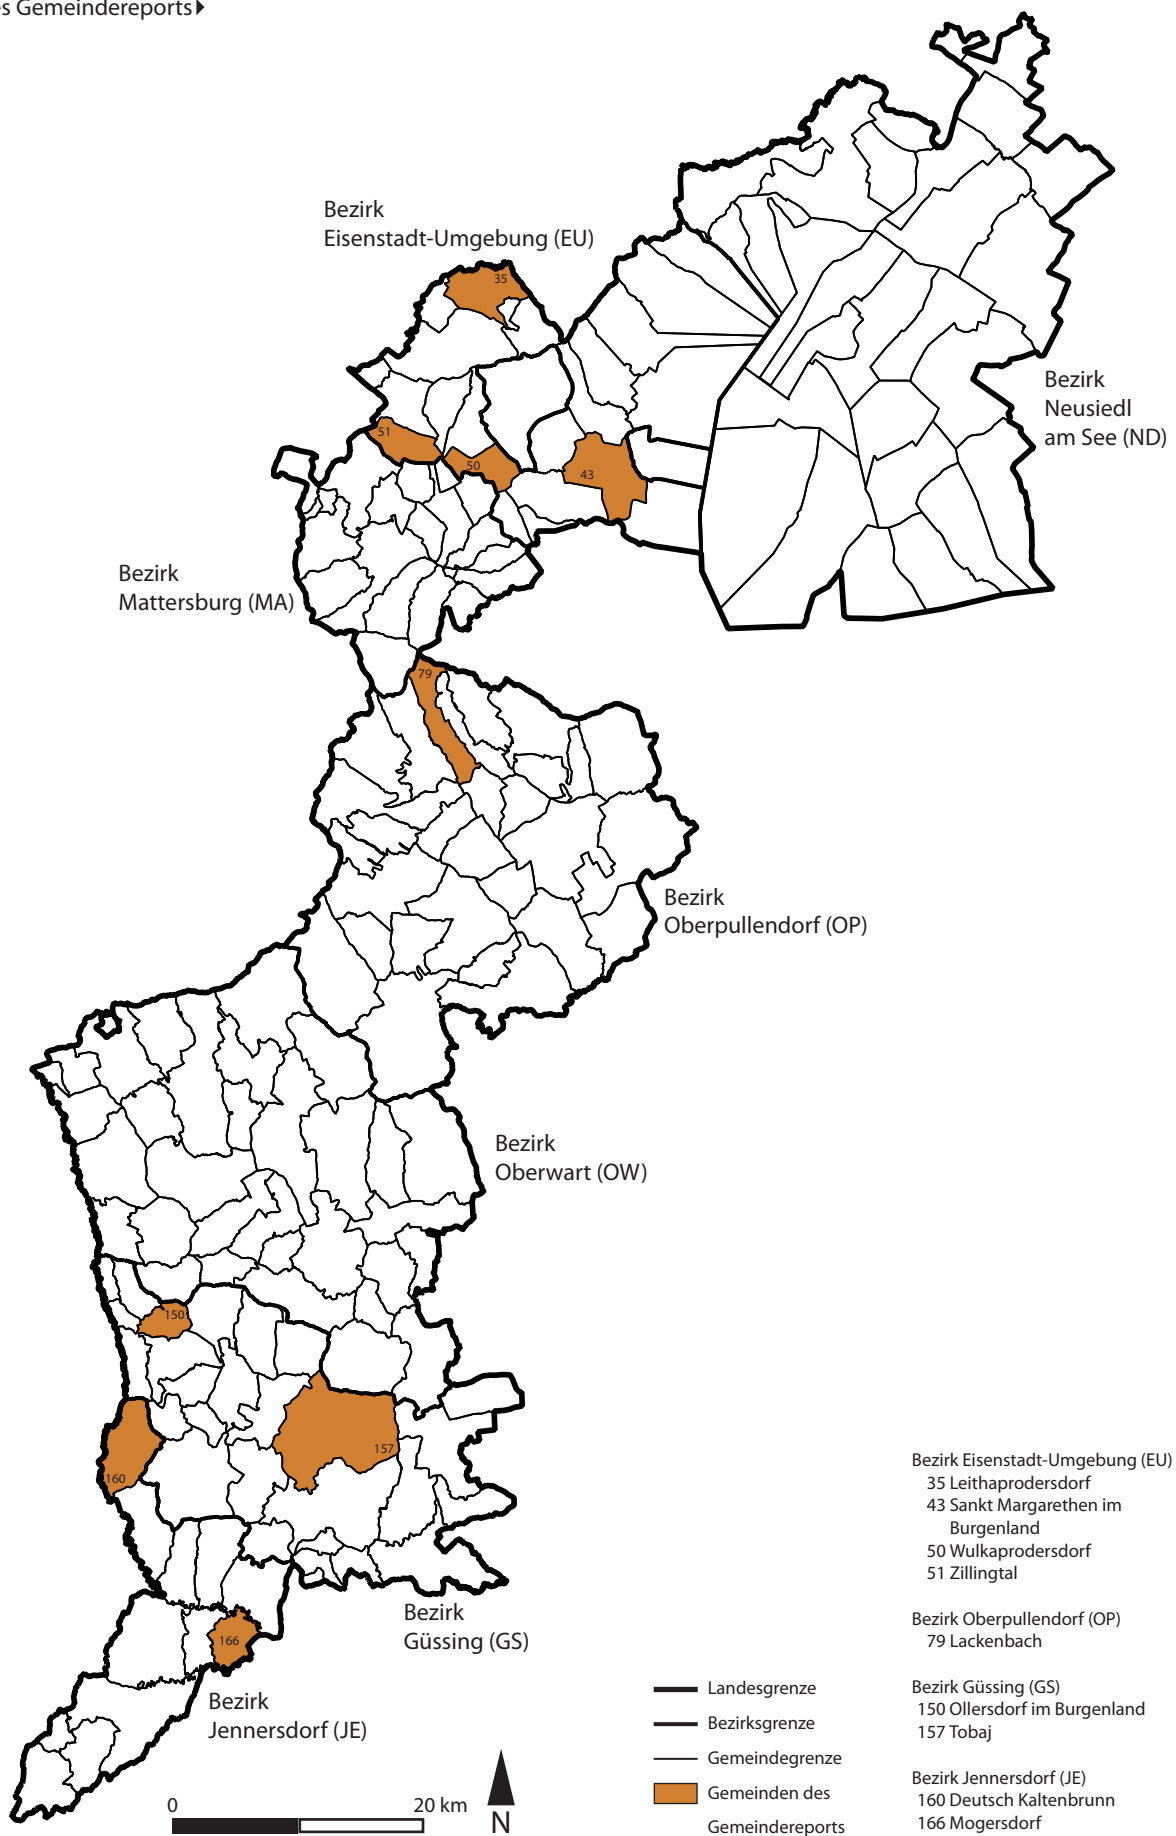 s Gemeindereports
Bezirk
Eisenstadt-Umgebung (EU)
35
Bezirk
Neusiedl
am See (ND)
51
50
43
Bezirk
Mattersburg (MA)
79
Bezirk
Oberpullendorf (OP)
Bezirk
Oberwart (OW)
150
157
160
Bezirk
Güssing (GS)
166
Bezirk
Jennersdorf (JE)
0
20 km
N
Landesgrenze
Bezirksgrenze
Gemeindegrenze
Gemeinden des
Gemeindereports
Bezirk Eisenstadt-Umgebung (EU)
35 Leithaprodersdorf
43 Sankt Margarethen im
Burgenland
50 Wulkaprodersdorf
51 Zillingtal
Bezirk Oberpullendorf (OP)
79 Lackenbach
Bezirk Güssing (GS)
150 Ollersdorf im Burgenland
157 Tobaj
Bezirk Jennersdorf (JE)
160 Deutsch Kaltenbrunn
166 Mogersdorf